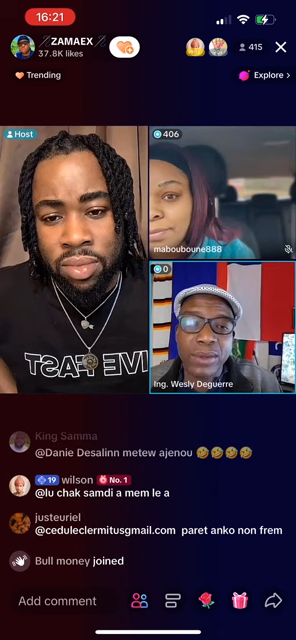 16:21
ZAMAEX
37.8K likes
415
Trending
Explore >
Host
406
mabouboune888
0
LIVE FAST
Ing. Wesly Deguerre
King Samma
@Danie Desalinn metew ajenou 🤣🤣🤣🤣
19 wilson No. 1
@lu chak samdi a mem le a
justeuriel
@ceduleclermitusgmail.com paret anko non frem
Bull money joined
Add comment